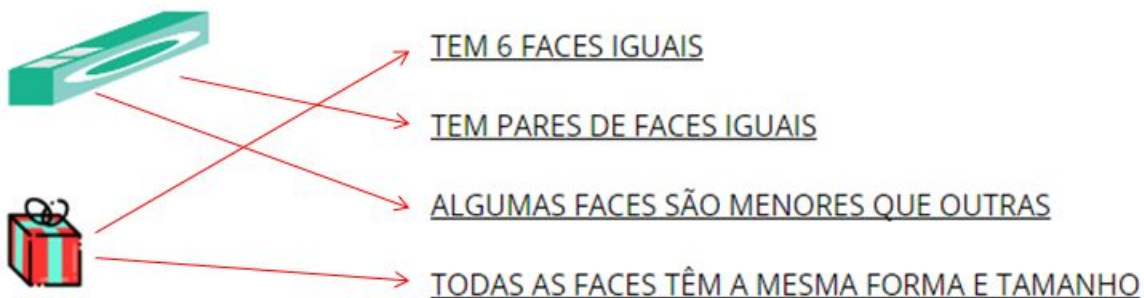 TEM 6 FACES IGUAIS
TEM PARES DE FACES IGUAIS
ALGUMAS FACES SÃO MENORES QUE OUTRAS
TODAS AS FACES TÊM A MESMA FORMA E TAMANHO